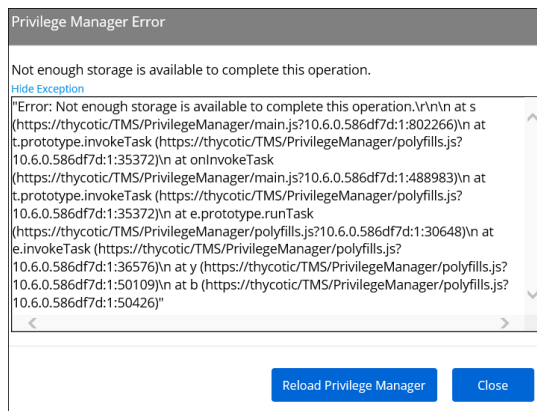 Privilege Manager Error
Not enough storage is available to complete this operation.
Hide Exception
"Error: Not enough storage is available to complete this operation.\r\n\n at s
(https://thycotic/TMS/PrivilegeManager/main.js?10.6.0.586df7d:1:802266)\n at
t.prototype.invokeTask (https://thycotic/TMS/PrivilegeManager/polyfills.js?
10.6.0.586df7d:1:35372)\n at onInvokeTask
(https://thycotic/TMS/PrivilegeManager/main.js?10.6.0.586df7d:1:488983)\n at
t.prototype.invokeTask (https://thycotic/TMS/PrivilegeManager/polyfills.js?
10.6.0.586df7d:1:35372)\n at e.prototype.runTask
(https://thycotic/TMS/PrivilegeManager/polyfills.js?10.6.0.586df7d:1:30648)\n at
e.invokeTask (https://thycotic/TMS/PrivilegeManager/polyfills.js?
10.6.0.586df7d:1:36576)\n at y (https://thycotic/TMS/PrivilegeManager/polyfills.js?
10.6.0.586df7d:1:50109)\n at b (https://thycotic/TMS/PrivilegeManager/polyfills.js?
10.6.0.586df7d:1:50426)"
Reload Privilege Manager
Close